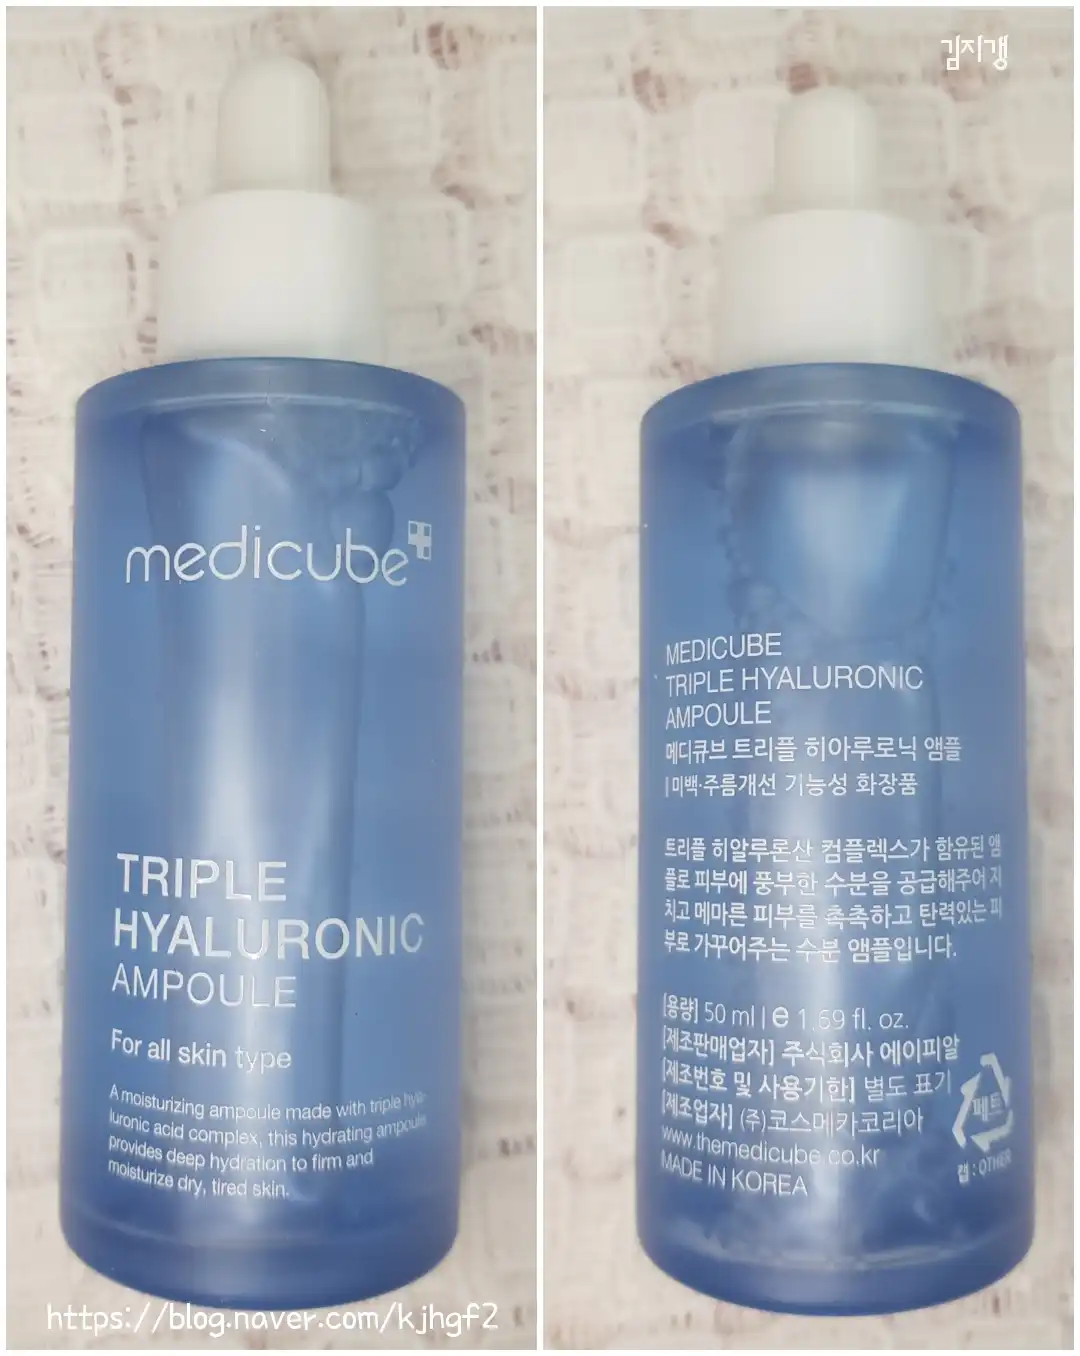 medicube
TRIPLE
HYALURONIC
AMPOULE
For all skin type
A moisturizing ampoule made with triple hya-
luronic acid complex, this hydrating ampoule
provides deep hydration to firm and
moisturize dry, tired skin.
https://blog.naver.com/kjhgf2
김지갱
MEDICUBE
TRIPLE HYALURONIC
AMPOULE
메디큐브 트리플 히아루로닉 앰플
| 미백·주름개선 기능성 화장품
트리플 히알루론산 컴플렉스가 함유된 앰
플로 피부에 풍부한 수분을 공급해주어 지
치고 메마른 피부를 촉촉하고 탄력있는 피
부로 가꾸어주는 수분 앰플입니다.
[용량] 50 ml | e 1.69 fl. oz.
[제조판매업자] 주식회사 에이피알
[제조번호 및 사용기한] 별도 표기
[제조업자] (주)코스메카코리아
www.themedicube.co.kr
MADE IN KOREA
페트
캡 : OTHER